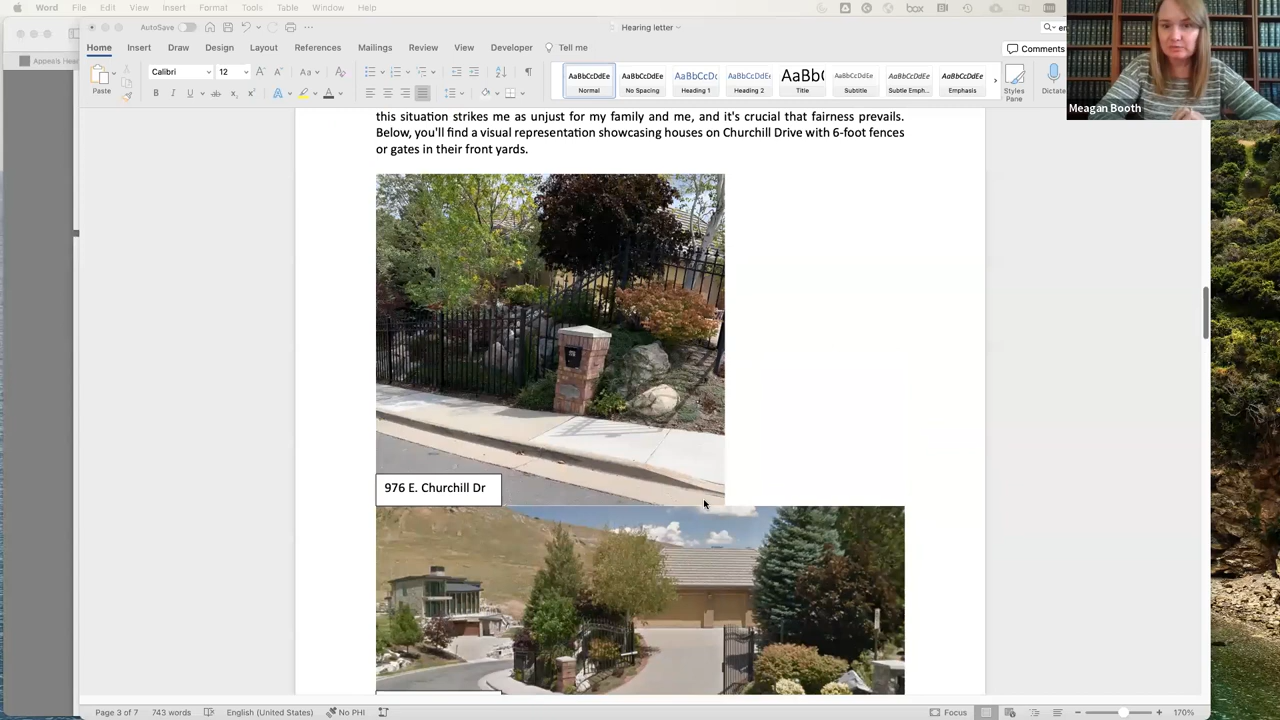 Word File Edit View Insert Format Tools Table Window Help
box
AutoSave
Hearing letter
Home Insert Draw Design Layout References Mailings Review View Developer Tell me
Comments
Appeals Hea
Paste
Calibri
12
AaBbCcDdEe
Normal
AaBbCcDdEe
No Spacing
AaBbCcDc
Heading 1
AaBbCcDdEe
Heading 2
AaBb(
Title
AaBbCcDdEe
Subtitle
AaBbCcDdEe
Subtle Emph...
AaBbCcDdEe
Emphasis
Styles
Pane
Dictate
Meagan Booth
this situation strikes me as unjust for my family and me, and it's crucial that fairness prevails.
Below, you'll find a visual representation showcasing houses on Churchill Drive with 6-foot fences
or gates in their front yards.
976 E. Churchill Dr
Page 3 of 7 743 words English (United States) No PHI
Focus
170%